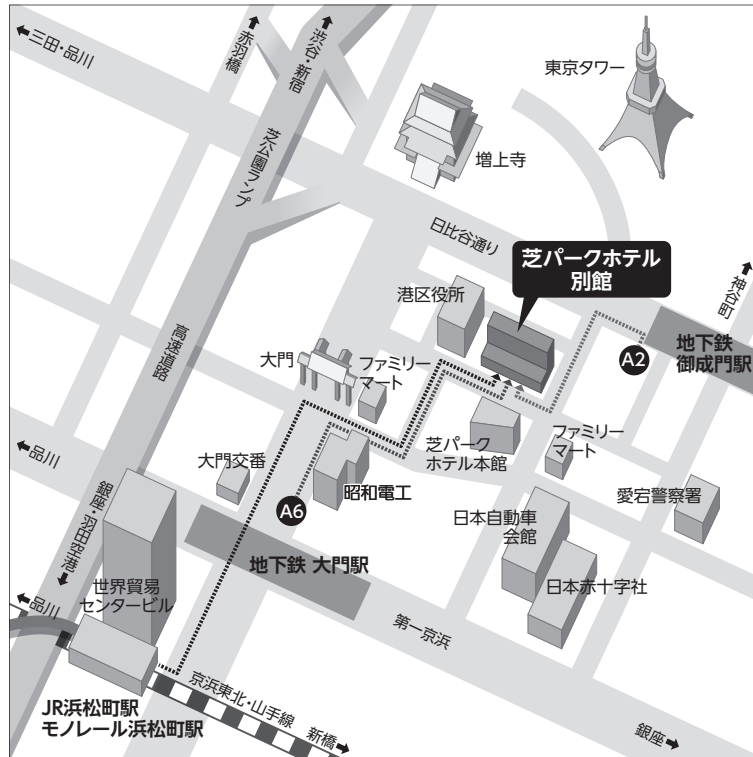 三田・品川
赤羽橋
渋谷・新宿
芝公園ランプ
東京タワー
増上寺
日比谷通り
芝パークホテル
別館
港区役所
神谷町
地下鉄
御成門駅
A2
高速道路
大門
ファミリー
マート
芝パーク
ホテル本館
ファミリー
マート
品川
大門交番
昭和電工
A6
愛宕警察署
日本自動車
会館
銀座・羽田空港
地下鉄 大門駅
日本赤十字社
世界貿易
センタービル
品川
第一京浜
京浜東北・山手線
新橋
銀座
JR浜松町駅
モノレール浜松町駅